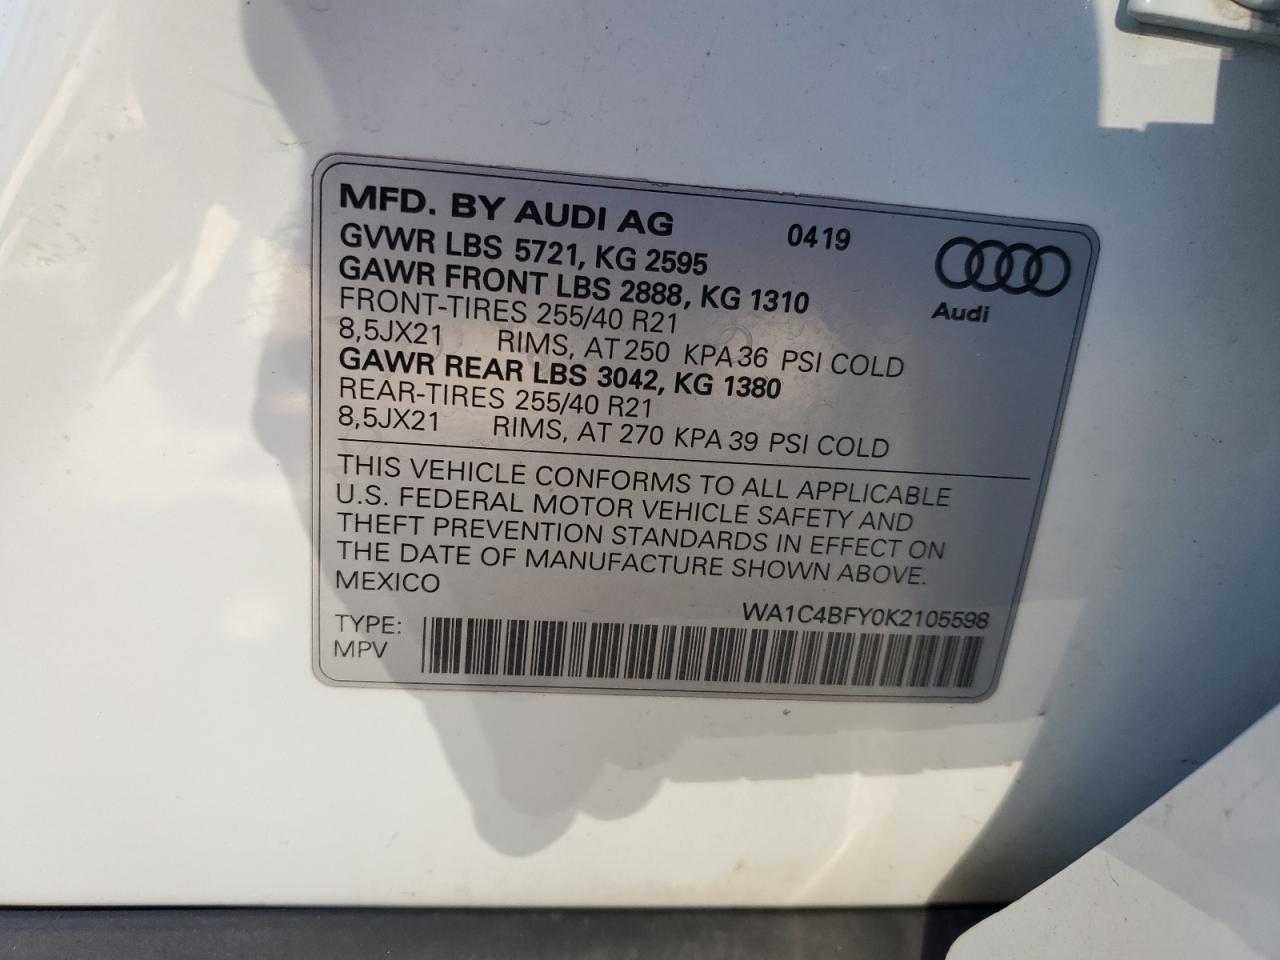 MFD. BY AUDI AG 0419
GVWR LBS 5721, KG 2595
GAWR FRONT LBS 2888, KG 1310
FRONT-TIRES 255/40 R21
8,5JX21 RIMS, AT 250 KPA 36 PSI COLD
GAWR REAR LBS 3042, KG 1380
REAR-TIRES 255/40 R21
8,5JX21 RIMS, AT 270 KPA 39 PSI COLD
Audi
THIS VEHICLE CONFORMS TO ALL APPLICABLE
U.S. FEDERAL MOTOR VEHICLE SAFETY AND
THEFT PREVENTION STANDARDS IN EFFECT ON
THE DATE OF MANUFACTURE SHOWN ABOVE.
MEXICO
WA1C4BFY0K2105598
TYPE:
MPV